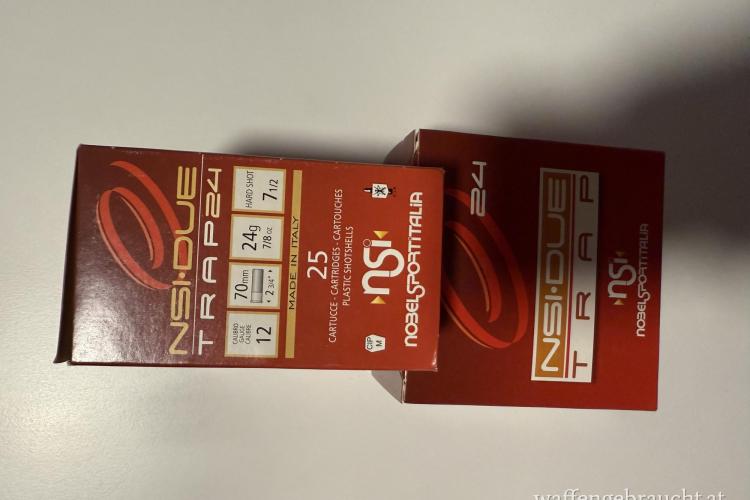 NSI·DUE
TRAP24
CALIBRO
GAUGE
CALIBRE
12
70mm
2 3/4"
24g
7/8 oz
HARD SHOT
7 1/2
MADE IN ITALY
25
CARTUCCE - CARTRIDGES - CARTOUCHES
PLASTIC SHOTSHELLS
nsi
NOBELSPORTITALIA
CIP
M
24
NSI·DUE
TRAP
nsi
NOBELSPORTITALIA
waffengebraucht.at